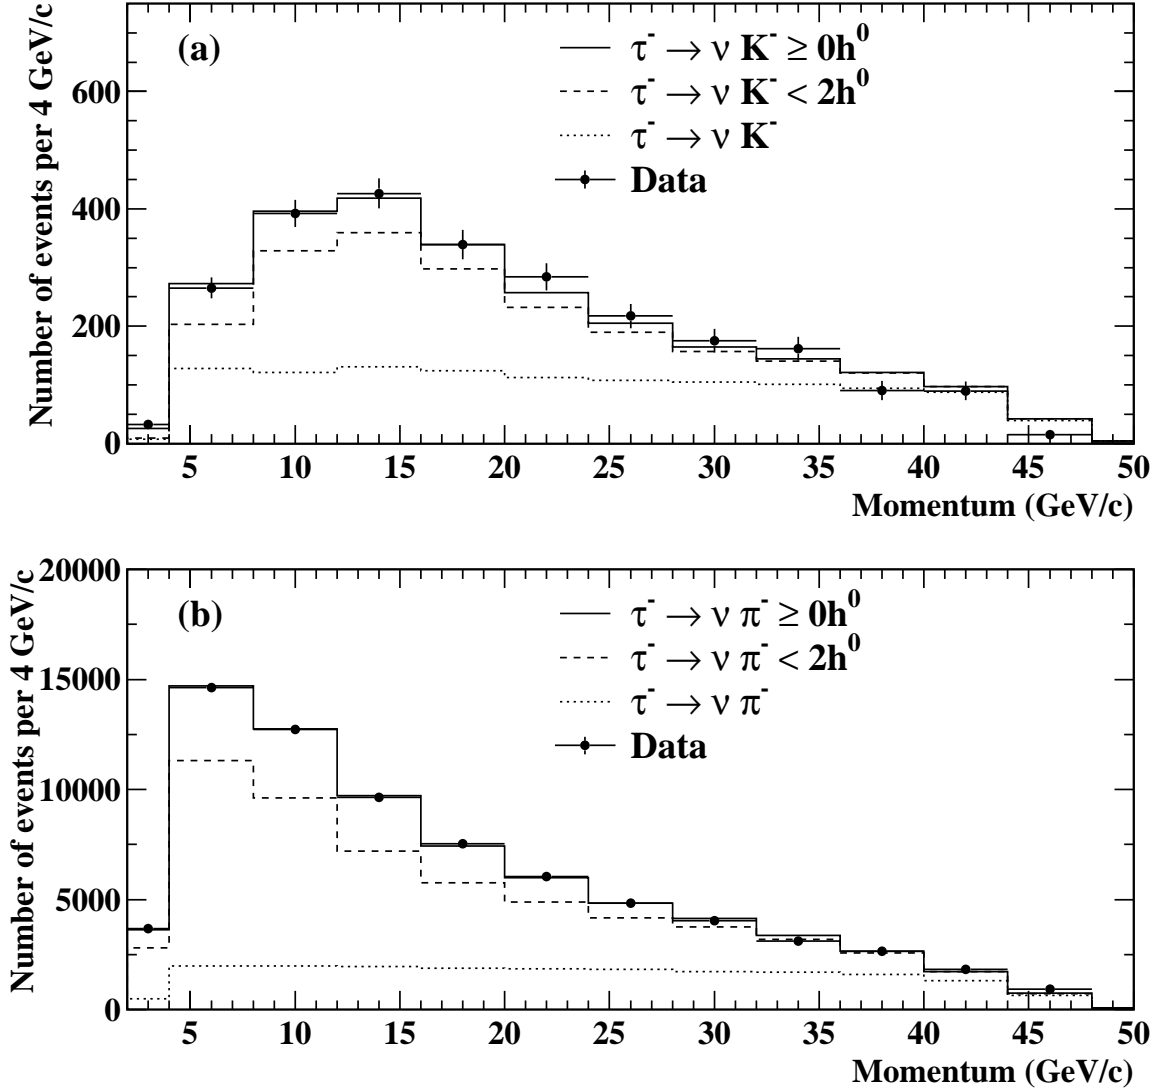 (a)
τ⁻ → ν K⁻ ≥ 0h⁰
τ⁻ → ν K⁻ < 2h⁰
τ⁻ → ν K⁻
Data
Number of events per 4 GeV/c
600
400
200
0
5 10 15 20 25 30 35 40 45 50
Momentum (GeV/c)
(b)
τ⁻ → ν π⁻ ≥ 0h⁰
τ⁻ → ν π⁻ < 2h⁰
τ⁻ → ν π⁻
Data
Number of events per 4 GeV/c
20000
15000
10000
5000
0
5 10 15 20 25 30 35 40 45 50
Momentum (GeV/c)